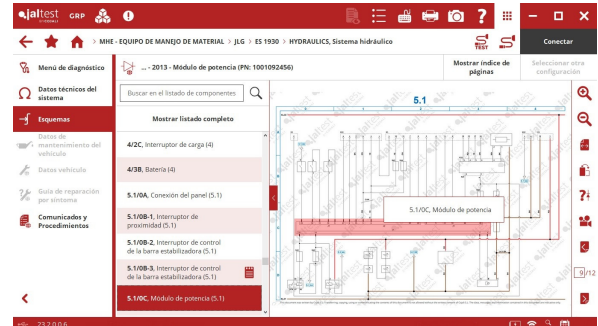 jaltest GRP
MHE - EQUIPO DE MANEJO DE MATERIAL > JLG > ES 1930 > HYDRAULICS, Sistema hidráulico
TEST
Conectar
Menú de diagnóstico
Datos técnicos del
sistema
Esquemas
Datos de
mantenimiento del
vehículo
Datos vehículo
Guía de reparación
por síntoma
Comunicados y
Procedimientos
... - 2013 - Módulo de potencia (PN: 1001092456)
Mostrar índice de
páginas
Seleccionar otra
configuración
Buscar en el listado de componentes
Mostrar listado completo
4/2C, Interruptor de carga (4)
4/3B, Batería (4)
5.1/0A, Conexión del panel (5.1)
5.1/0B-1, Interruptor de
proximidad (5.1)
5.1/0B-2, Interruptor de control
de la barra estabilizadora (5.1)
5.1/0B-3, Interruptor de control
de la barra estabilizadora (5.1)
5.1/0C, Módulo de potencia (5.1)
5.1
5.1/0C, Módulo de potencia
9 /12
23.2.0.0.6